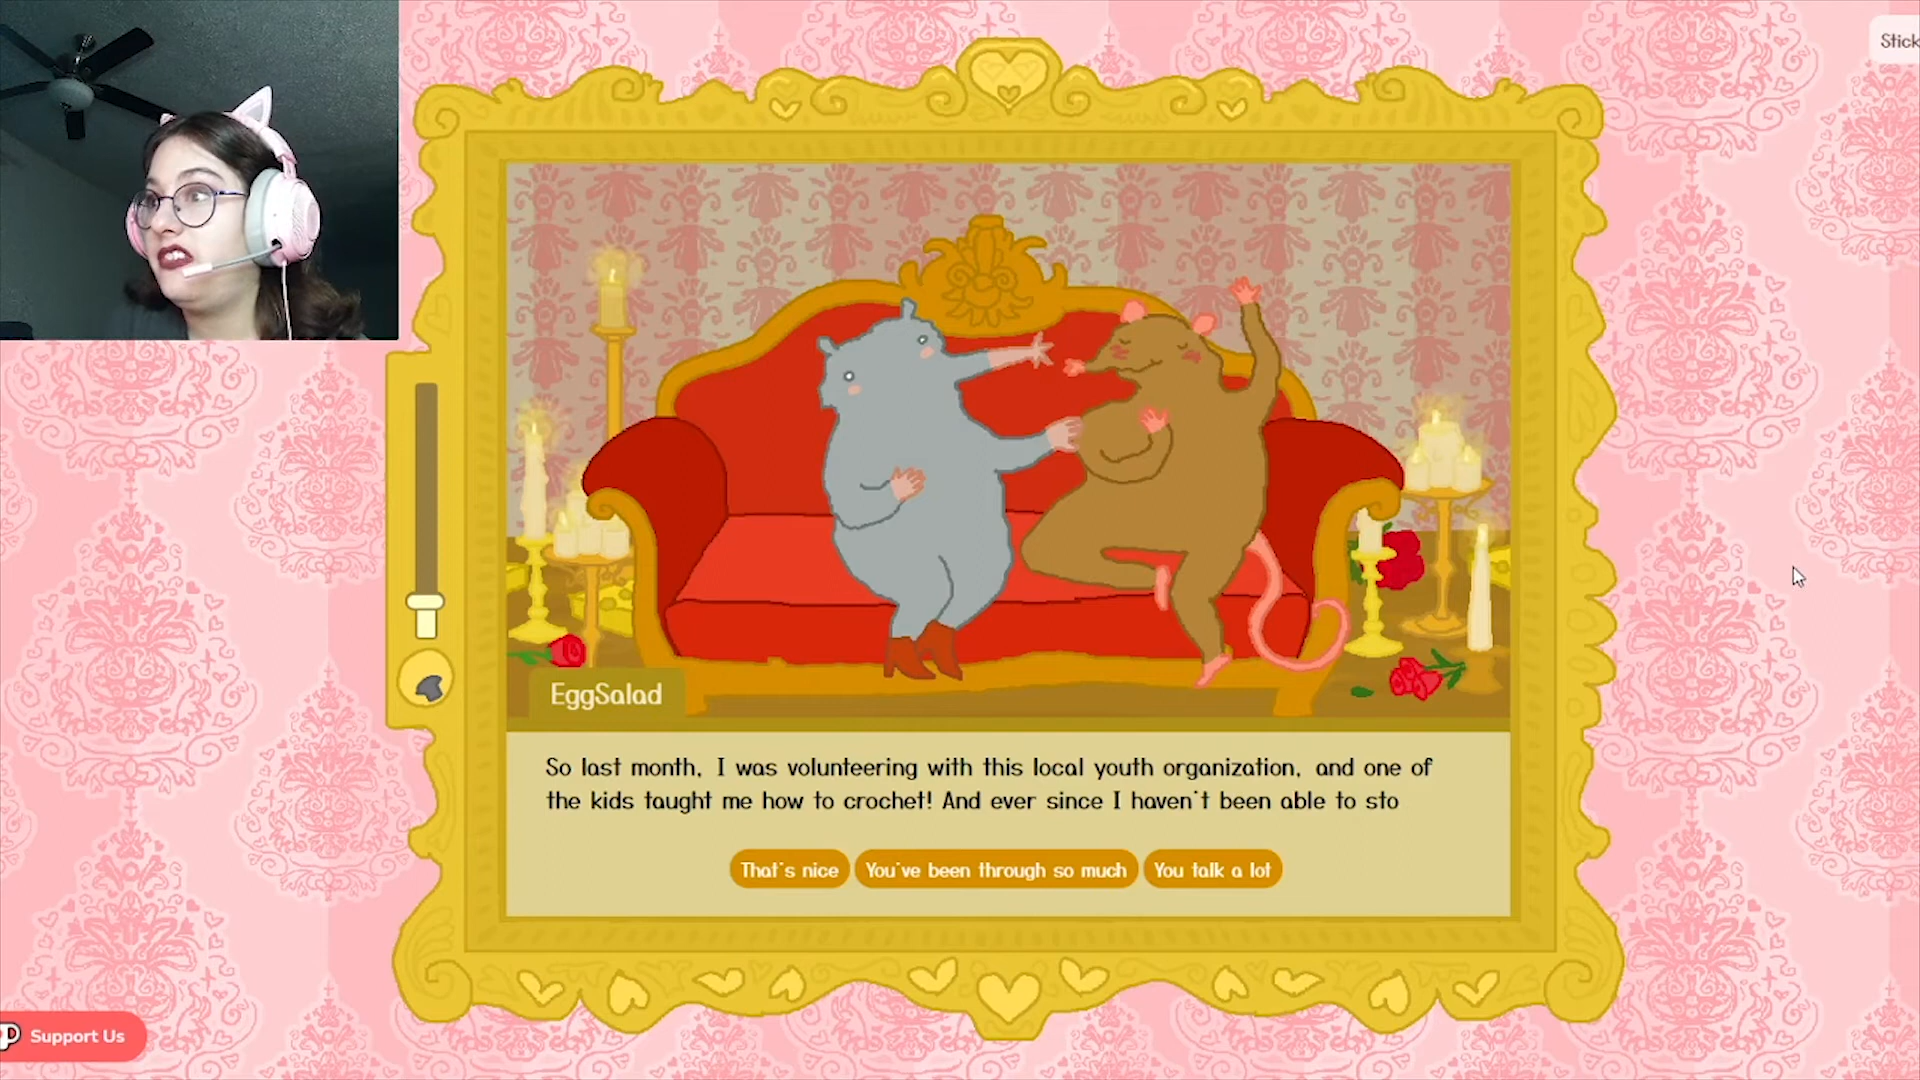 Stick
EggSalad
So last month, I was volunteering with this local youth organization, and one of
the kids taught me how to crochet! And ever since I haven't been able to sto
That's nice
You've been through so much
You talk a lot
Support Us